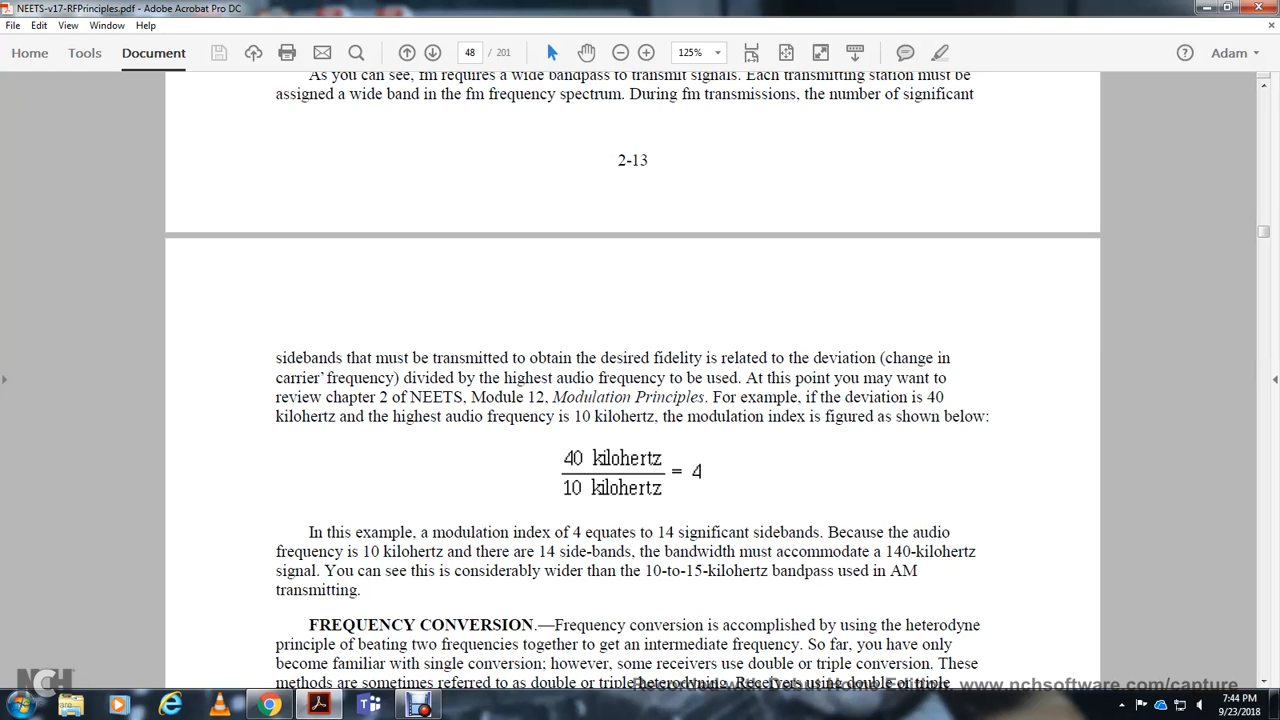 NEETS-v17-RFPrinciples.pdf - Adobe Acrobat Pro DC
File Edit View Window Help
Home Tools Document 48 / 201 125% Adam
As you can see, fm requires a wide bandpass to transmit signals. Each transmitting station must be
assigned a wide band in the fm frequency spectrum. During fm transmissions, the number of significant
2-13
sidebands that must be transmitted to obtain the desired fidelity is related to the deviation (change in
carrier’ frequency) divided by the highest audio frequency to be used. At this point you may want to
review chapter 2 of NEETS, Module 12, Modulation Principles. For example, if the deviation is 40
kilohertz and the highest audio frequency is 10 kilohertz, the modulation index is figured as shown below:
40 kilohertz
= 4
10 kilohertz
In this example, a modulation index of 4 equates to 14 significant sidebands. Because the audio
frequency is 10 kilohertz and there are 14 side-bands, the bandwidth must accommodate a 140-kilohertz
signal. You can see this is considerably wider than the 10-to-15-kilohertz bandpass used in AM
transmitting.
FREQUENCY CONVERSION.—Frequency conversion is accomplished by using the heterodyne
principle of beating two frequencies together to get an intermediate frequency. So far, you have only
become familiar with single conversion; however, some receivers use double or triple conversion. These
methods are sometimes referred to as double or triple heterodyning. Receivers using double or triple
Recorded with Debut Home Edition www.nchsoftware.com/capture
NCH
7:44 PM
9/23/2018